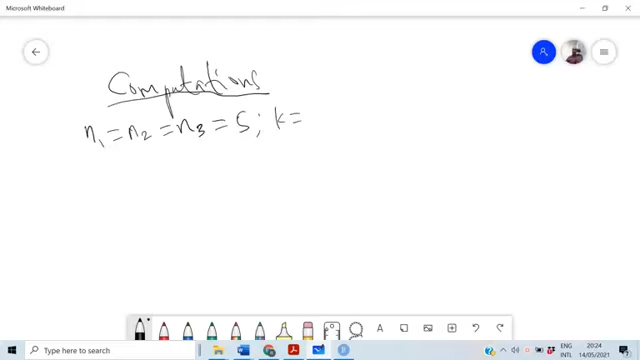 Microsoft Whiteboard
Computations
n₁ = n₂ = n₃ = 5; k =
A
Type here to search
ENG
INTL
20:24
14/05/2021